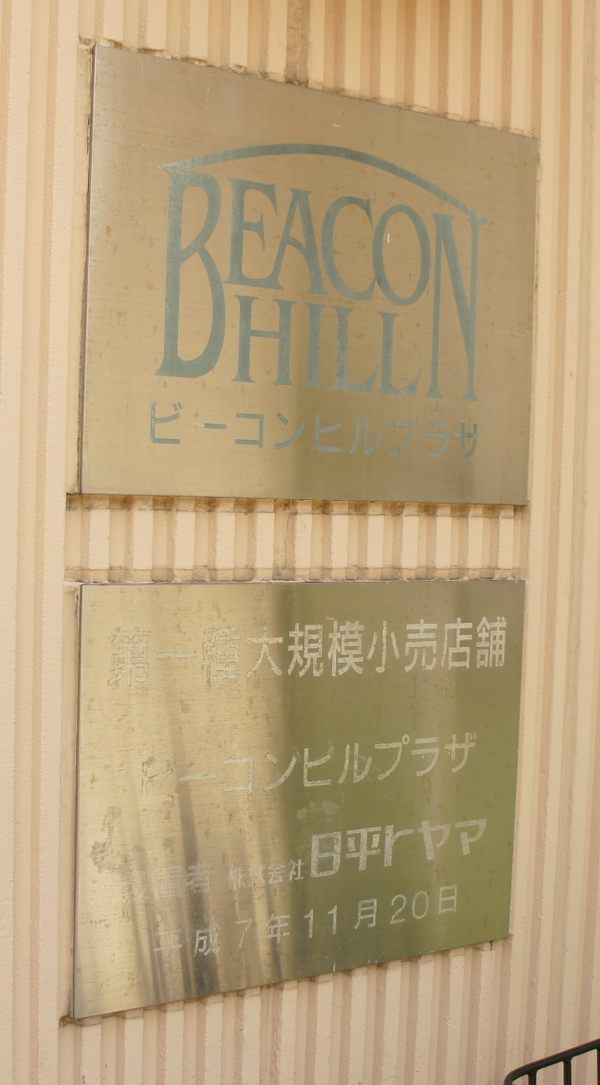 BEACON
HILL
ビーコンヒルプラザ
第一種大規模小売店舗
ビーコンヒルプラザ
設置者 株式会社 日平トヤマ
平成7年11月20日